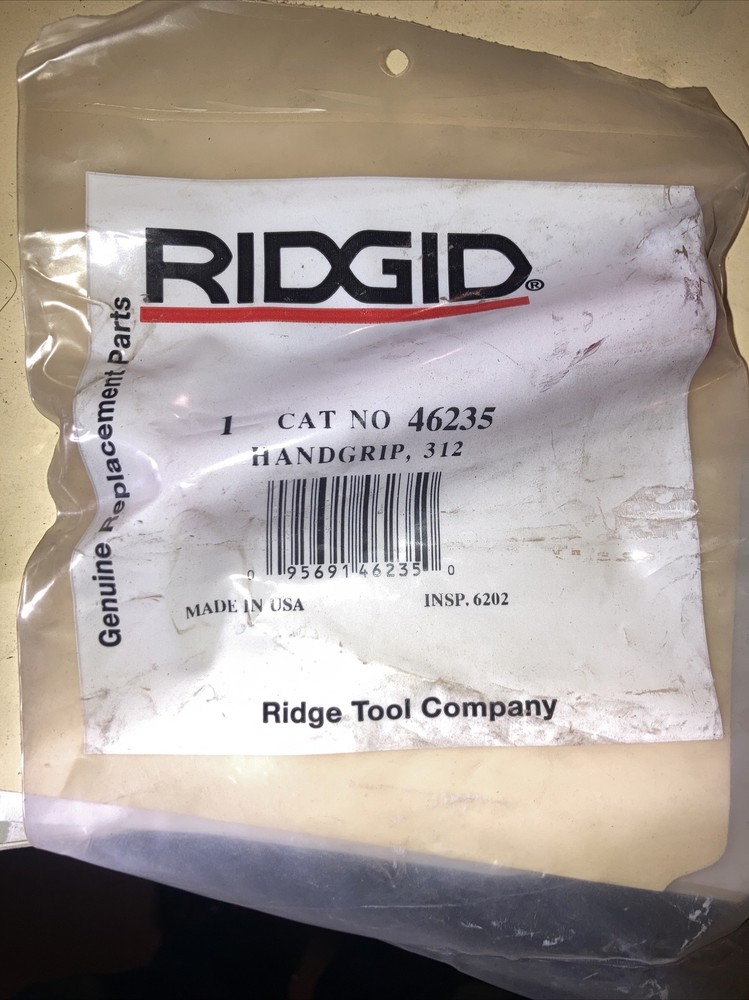 RIDGID®
Genuine Replacement Parts
1 CAT NO 46235
HANDGRIP, 312
0 95691 46235 0
MADE IN USA INSP. 6202
Ridge Tool Company